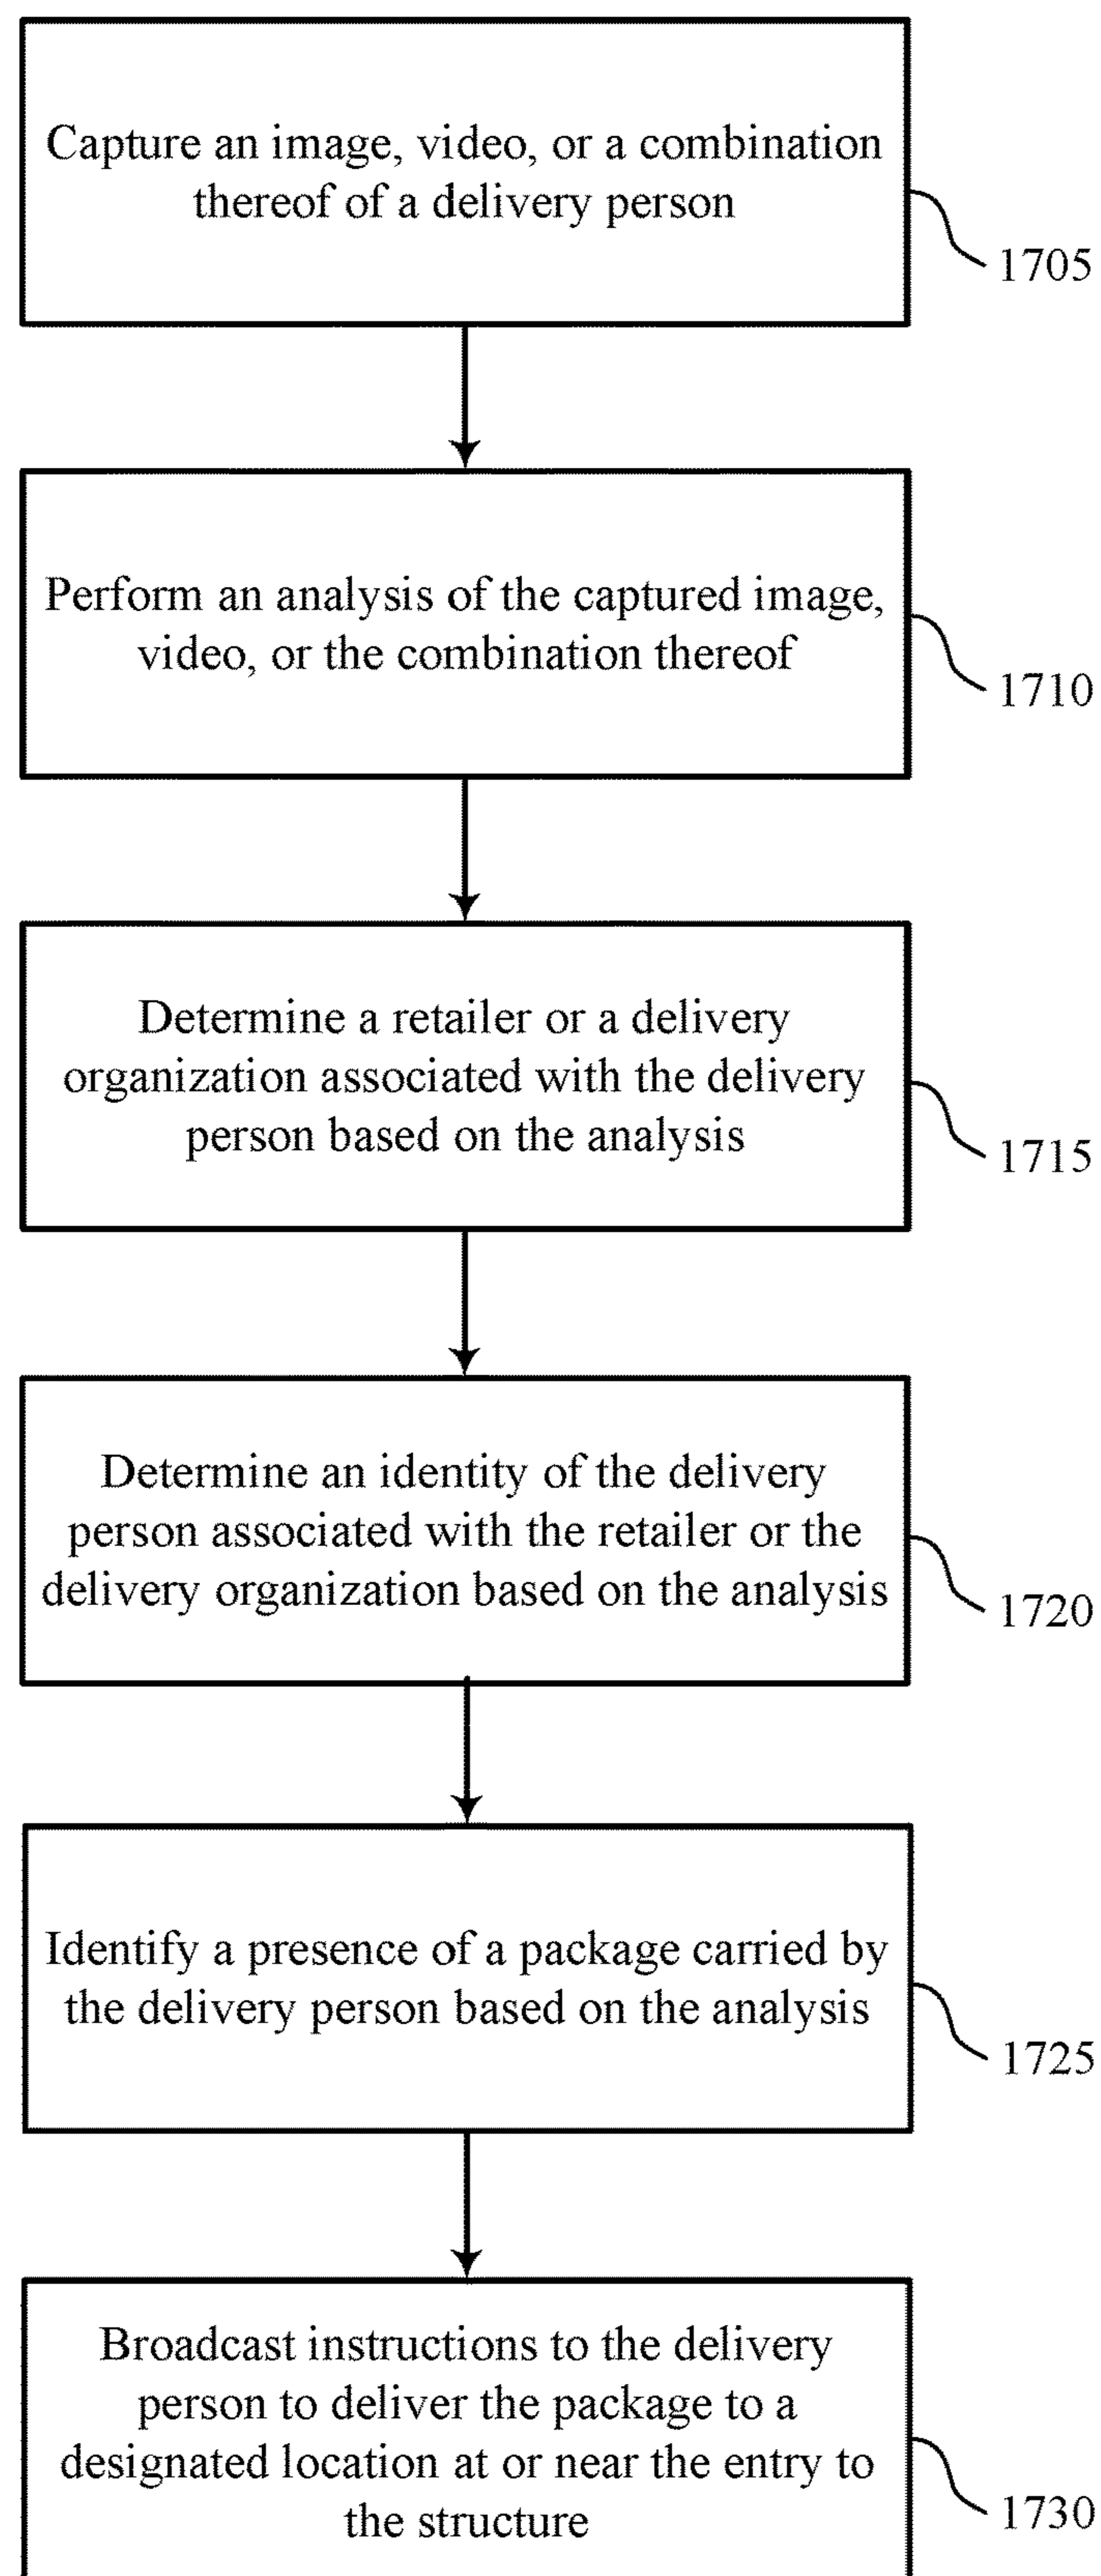 Capture an image, video, or a combination
thereof of a delivery person
1705
Perform an analysis of the captured image,
video, or the combination thereof
1710
Determine a retailer or a delivery
organization associated with the delivery
person based on the analysis
1715
Determine an identity of the delivery
person associated with the retailer or the
delivery organization based on the analysis
1720
Identify a presence of a package carried by
the delivery person based on the analysis
1725
Broadcast instructions to the delivery
person to deliver the package to a
designated location at or near the entry to
the structure
1730